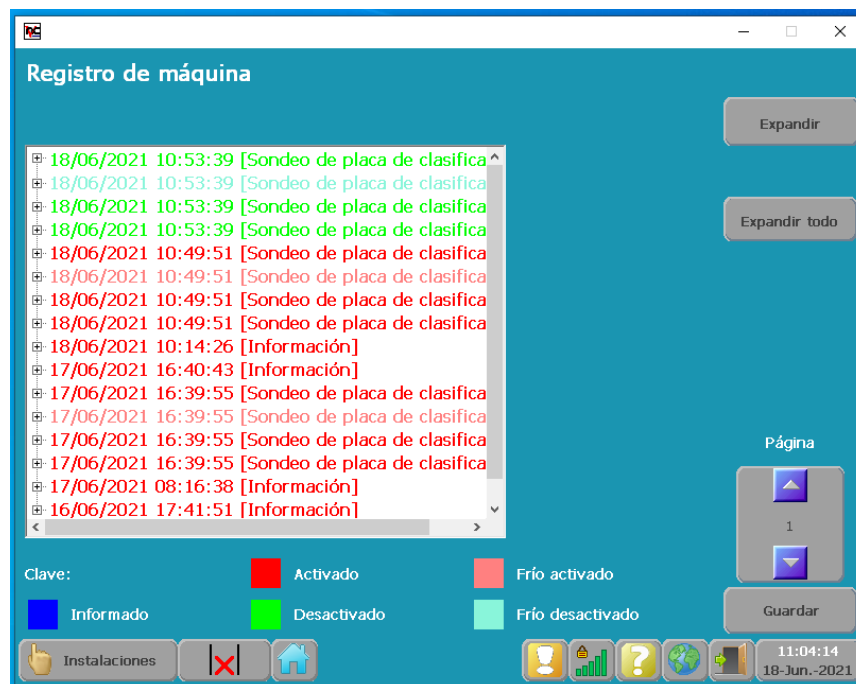 Registro de máquina
Expandir
Expandir todo
18/06/2021 10:53:39 [Sondeo de placa de clasifica
18/06/2021 10:53:39 [Sondeo de placa de clasifica
18/06/2021 10:53:39 [Sondeo de placa de clasifica
18/06/2021 10:53:39 [Sondeo de placa de clasifica
18/06/2021 10:49:51 [Sondeo de placa de clasifica
18/06/2021 10:49:51 [Sondeo de placa de clasifica
18/06/2021 10:49:51 [Sondeo de placa de clasifica
18/06/2021 10:49:51 [Sondeo de placa de clasifica
18/06/2021 10:14:26 [Información]
17/06/2021 16:40:43 [Información]
17/06/2021 16:39:55 [Sondeo de placa de clasifica
17/06/2021 16:39:55 [Sondeo de placa de clasifica
17/06/2021 16:39:55 [Sondeo de placa de clasifica
17/06/2021 16:39:55 [Sondeo de placa de clasifica
17/06/2021 08:16:38 [Información]
16/06/2021 17:41:51 [Información]
Página
1
Clave:
Activado
Frío activado
Informado
Desactivado
Frío desactivado
Guardar
Instalaciones
11:04:14
18-Jun.-2021